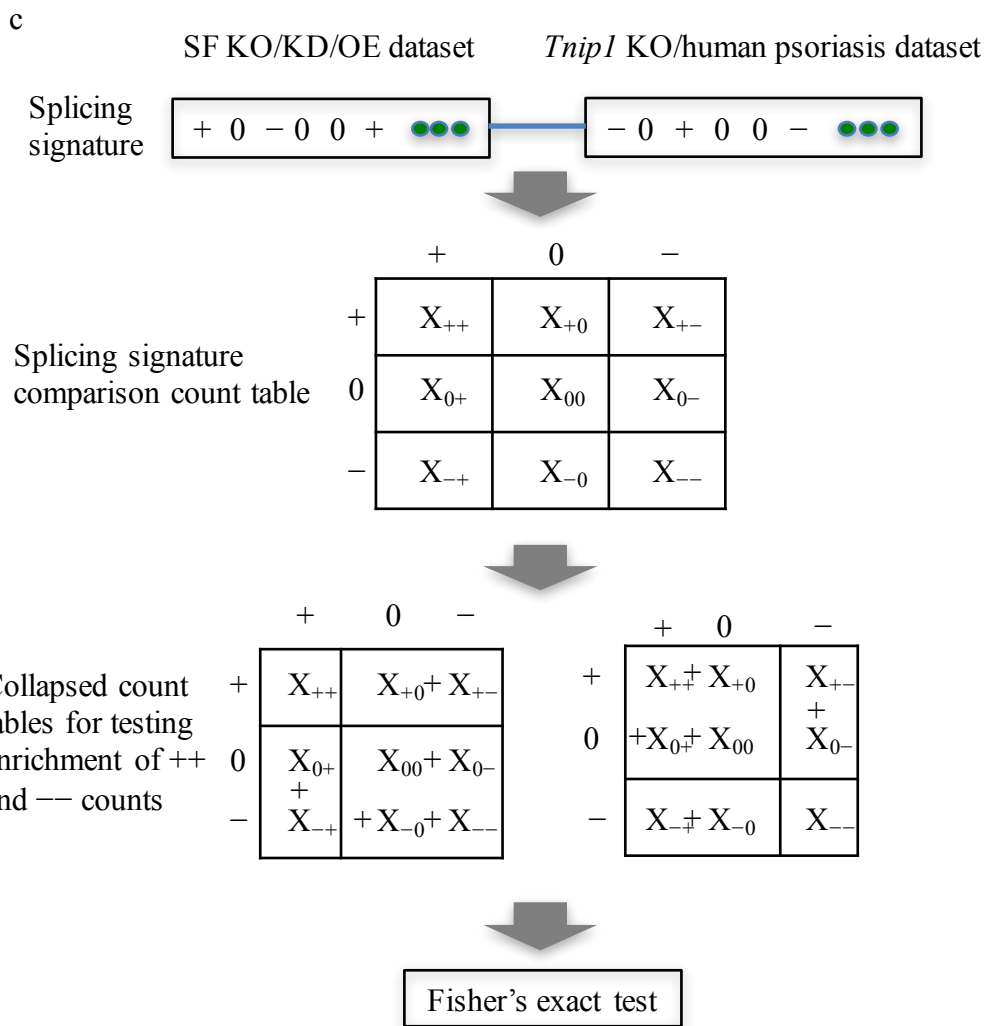 c
SF KO/KD/OE dataset
Tnip1 KO/human psoriasis dataset
Splicing
signature
+ 0 − 0 0 +
− 0 + 0 0 −
+ 0 −
+ X₊₊ X₊₀ X₊₋
Splicing signature
comparison count table
0 X₀₊ X₀₀ X₀₋
− X₋₊ X₋₀ X₋₋
+ 0 −
+ X₊₊ X₊₀+ X₊₋
ollapsed count
ables for testing
nrichment of ++
nd −− counts
0 X₀₊ X₀₀+ X₀₋
+
− X₋₊ + X₋₀+ X₋₋
+ 0 −
+ X₊₊+ X₊₀ X₊₋
+
0 +X₀₊+ X₀₀ X₀₋
− X₋₊+ X₋₀ X₋₋
Fisher’s exact test